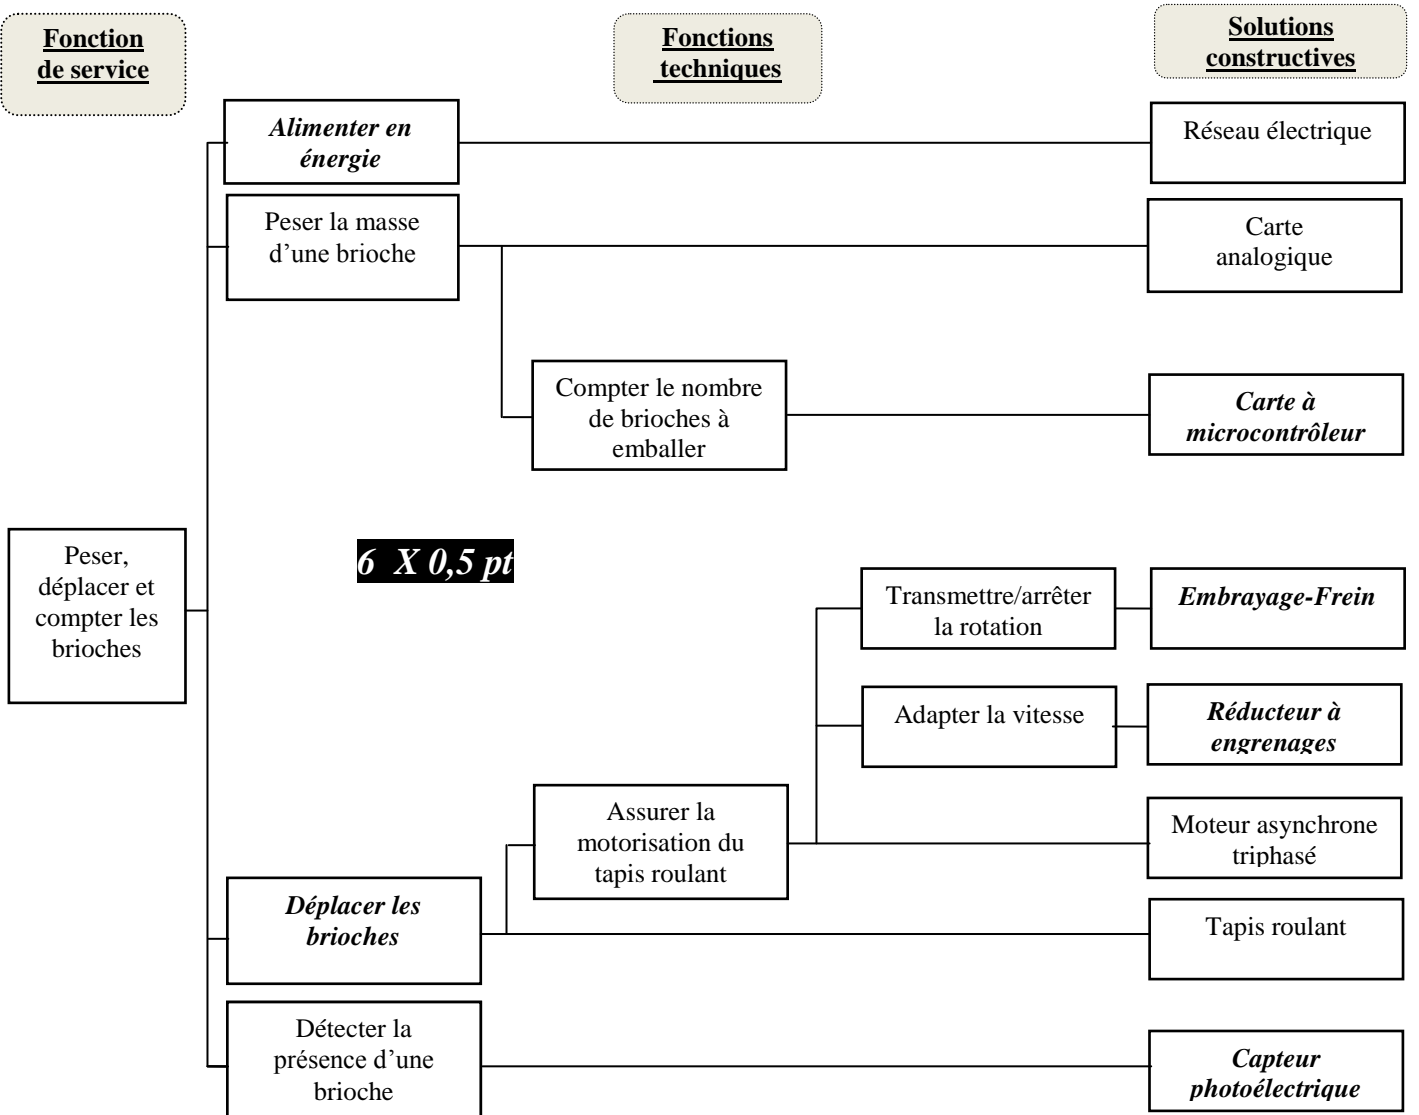 Fonction
de service
Fonctions
techniques
Solutions
constructives
Alimenter en
énergie
Réseau électrique
Peser la masse
d’une brioche
Carte
analogique
Compter le nombre
de brioches à
emballer
Carte à
microcontrôleur
Peser,
déplacer et
compter les
brioches
6 X 0,5 pt
Transmettre/arrêter
la rotation
Embrayage-Frein
Adapter la vitesse
Réducteur à
engrenages
Assurer la
motorisation du
tapis roulant
Moteur asynchrone
triphasé
Déplacer les
brioches
Tapis roulant
Détecter la
présence d’une
brioche
Capteur
photoélectrique